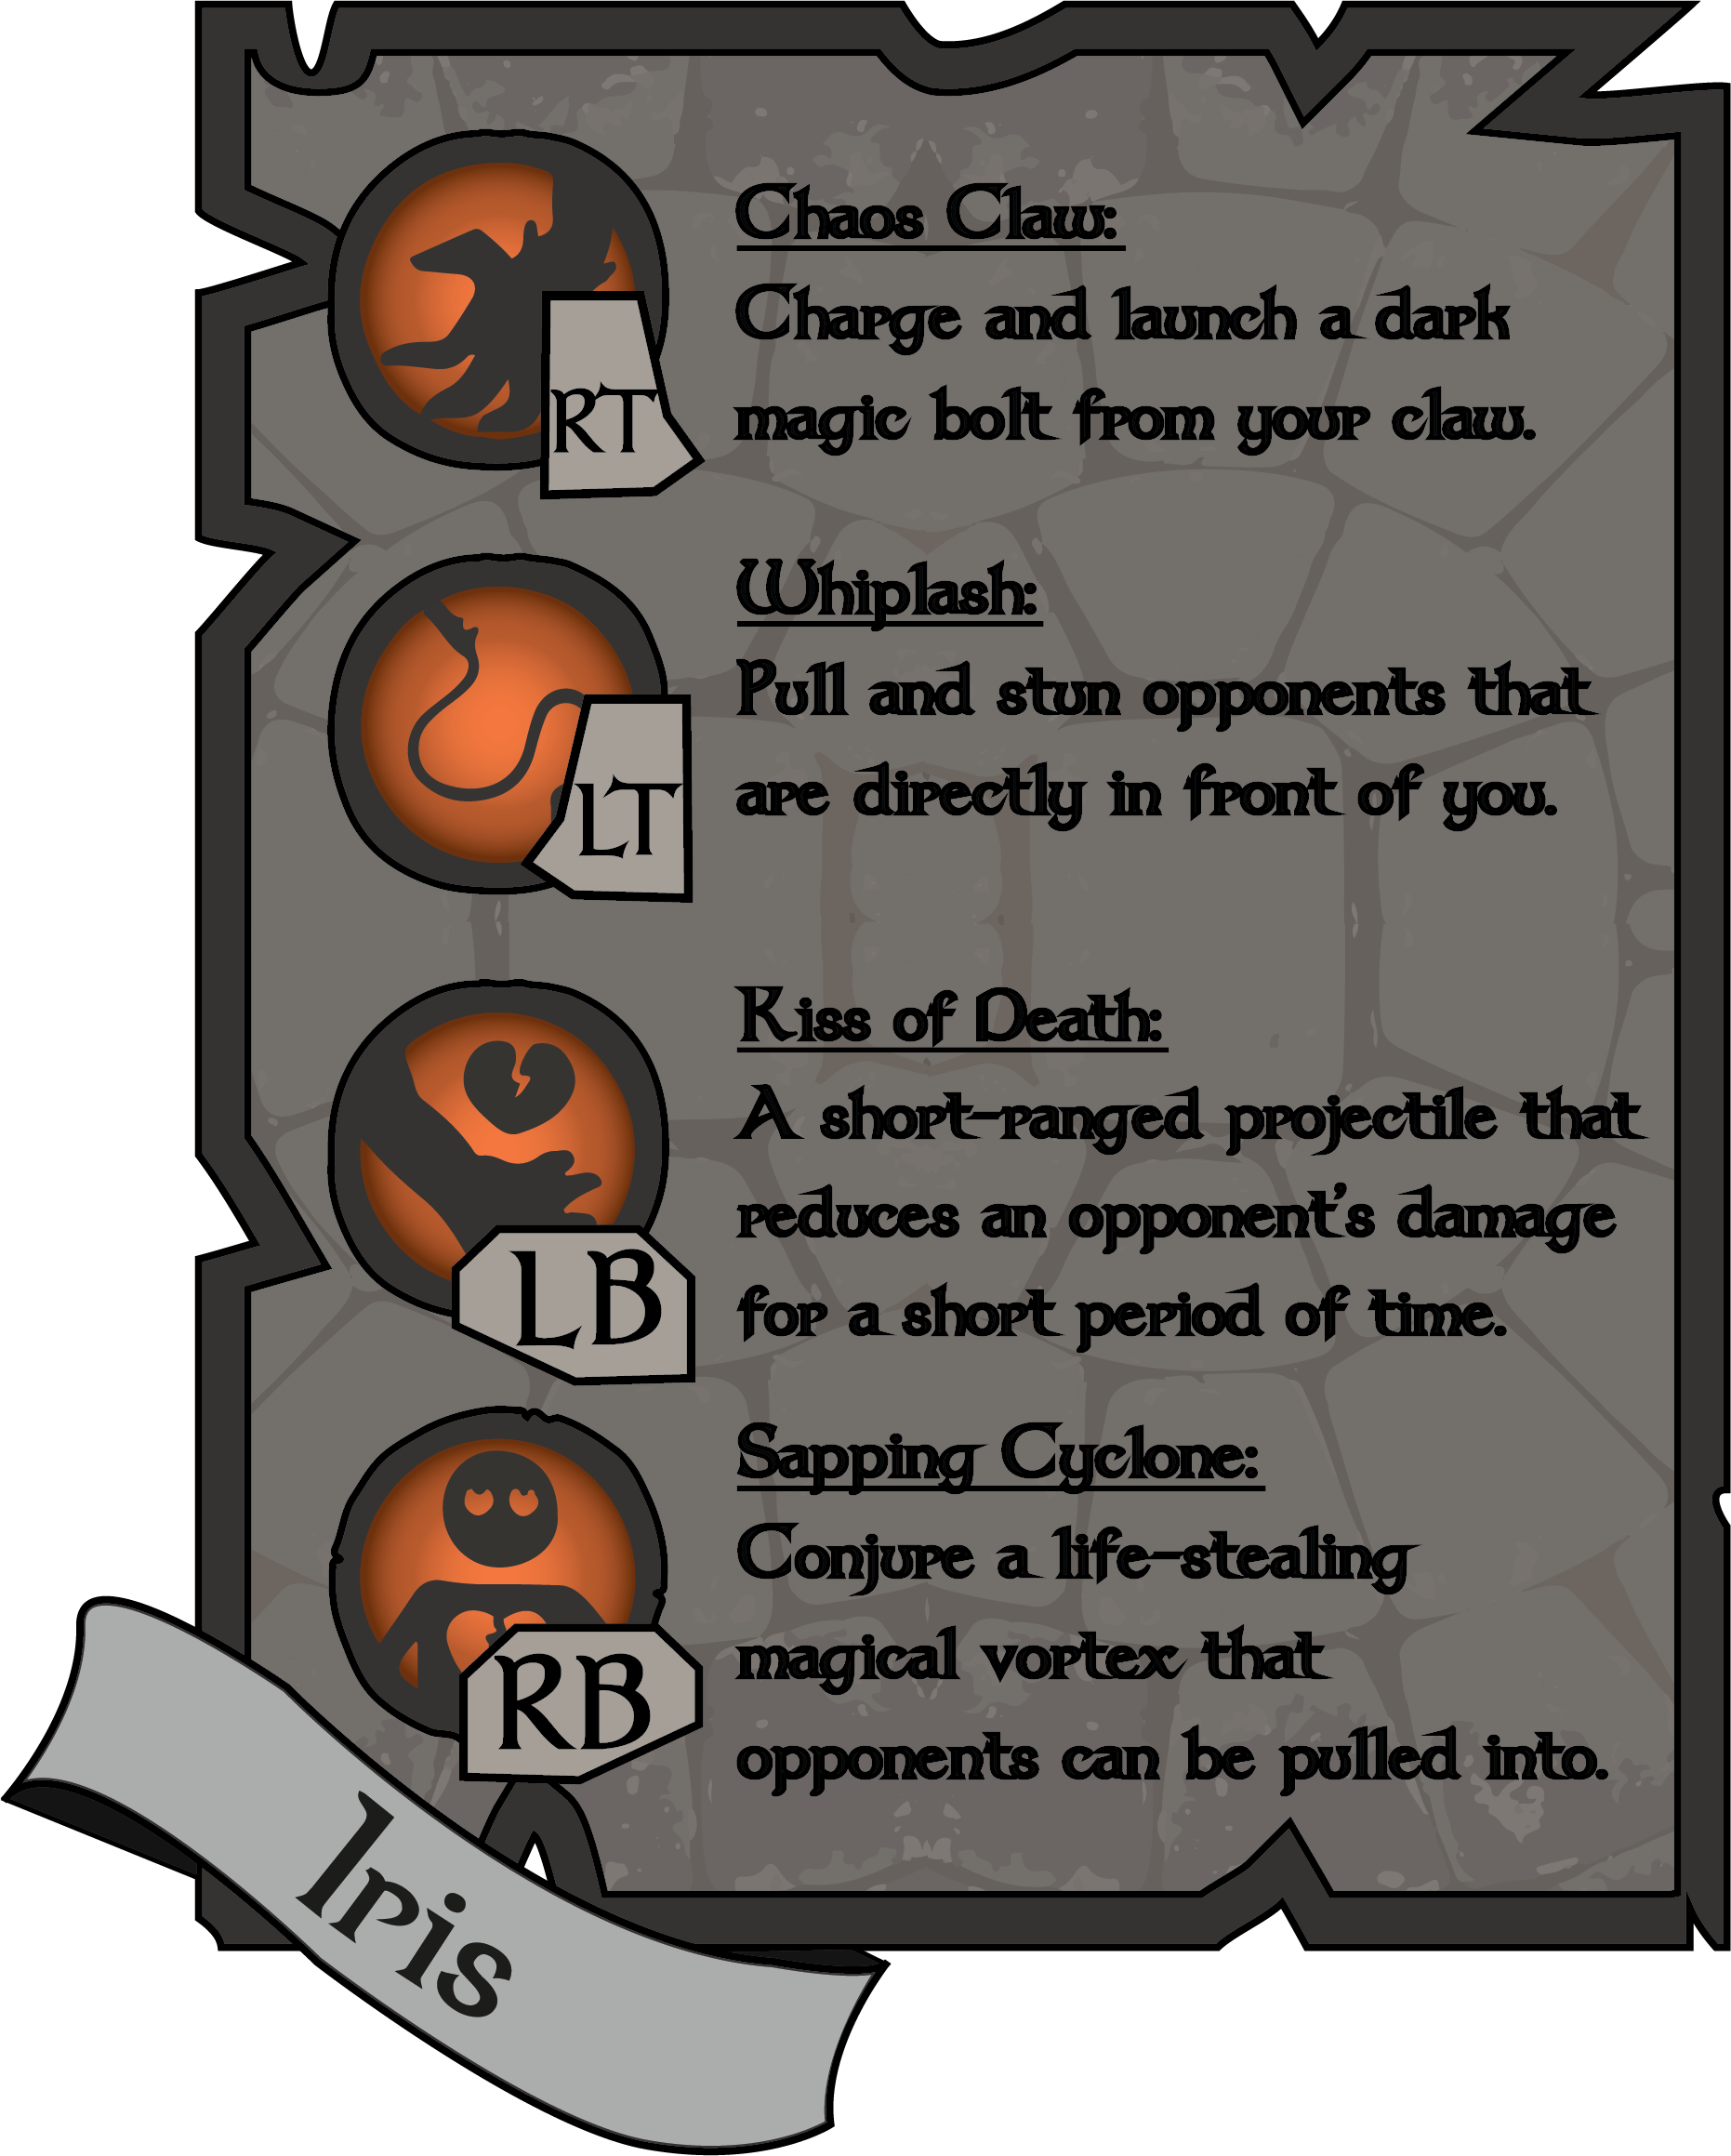 Chaos Claw:
Charge and launch a dark
magic bolt from your claw.
RT
Whiplash:
Pull and stun opponents that
are directly in front of you.
LT
Kiss of Death:
A short-ranged projectile that
reduces an opponent's damage
for a short period of time.
LB
Sapping Cyclone:
Conjure a life-stealing
magical vortex that
opponents can be pulled into.
RB
Iris